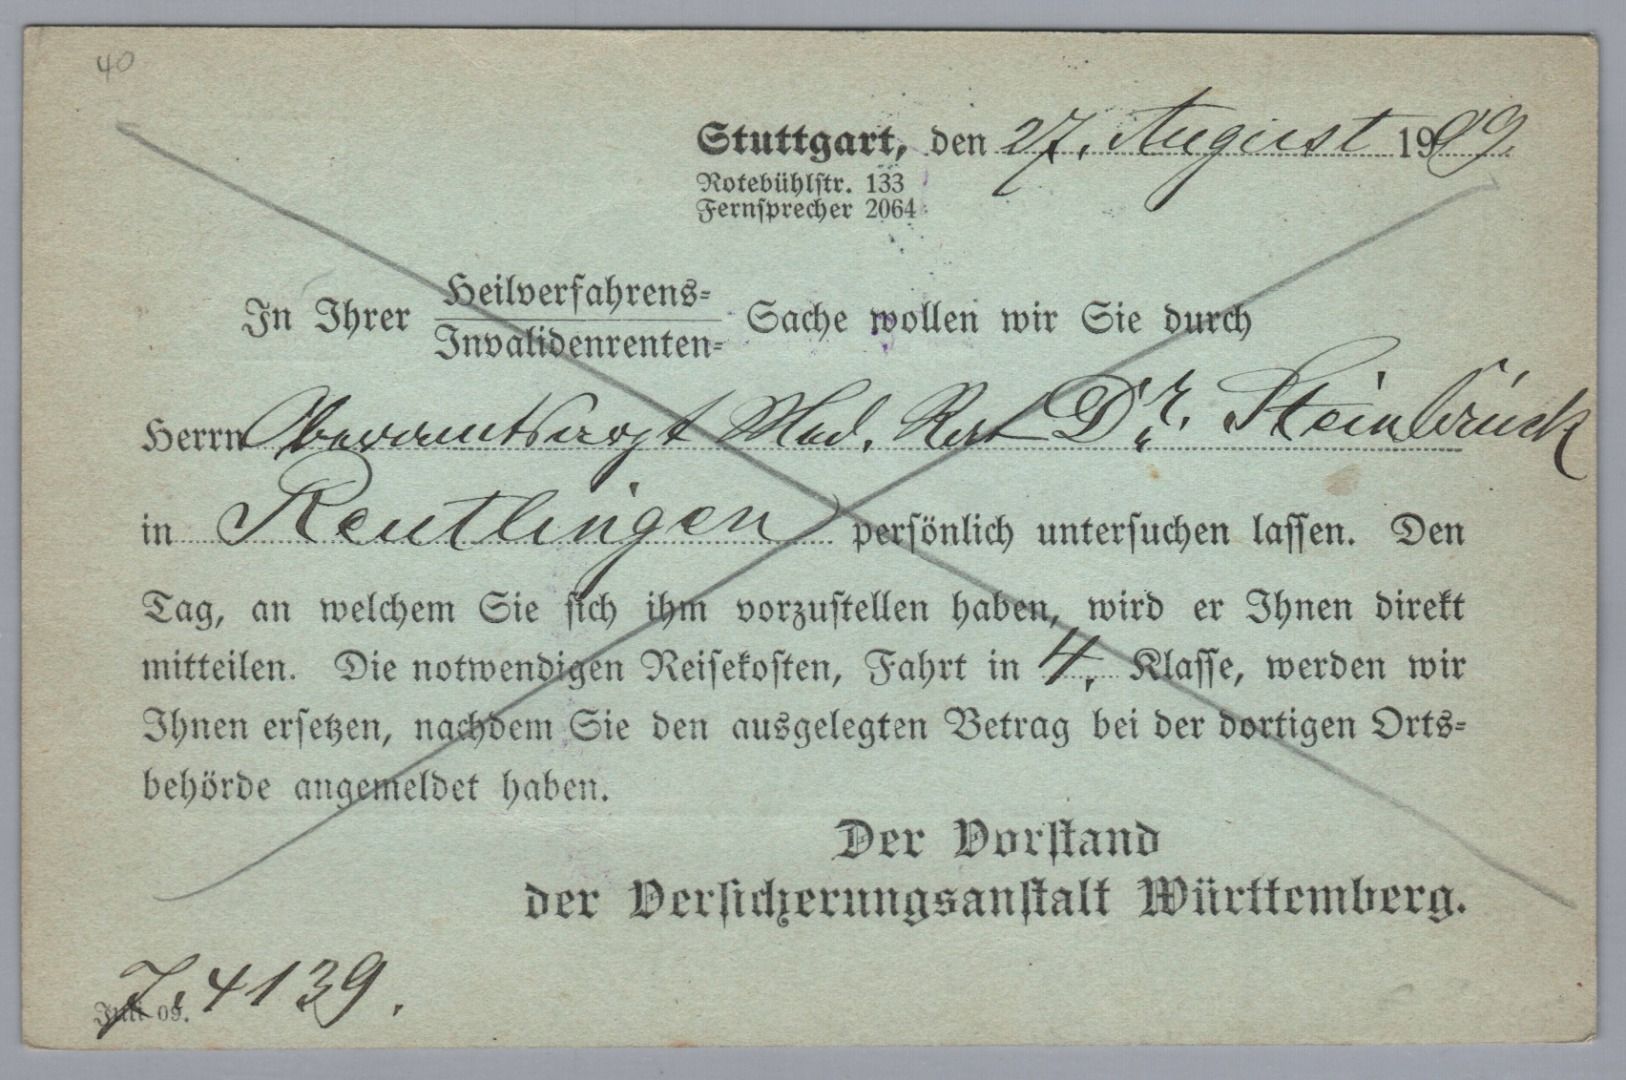 40
Stuttgart, den 27. August 1909.
Rotebühlstr. 133
Fernsprecher 2064
In Ihrer Heilverfahrens-
Invalidenrenten- Sache wollen wir Sie durch
Herrn Oberamtsarzt Med. Rat Dr. Steinbrück
in Reutlingen persönlich untersuchen lassen. Den
Tag, an welchem Sie sich ihm vorzustellen haben, wird er Ihnen direkt
mitteilen. Die notwendigen Reisekosten, Fahrt in 4. Klasse, werden wir
Ihnen ersetzen, nachdem Sie den ausgelegten Betrag bei der dortigen Orts-
behörde angemeldet haben.
Der Vorstand
der Versicherungsanstalt Württemberg.
J. 4139.
Juli 09.